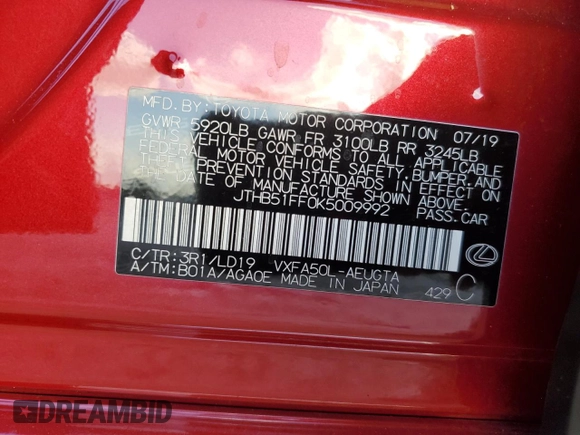 MFD.BY:TOYOTA MOTOR CORPORATION 07/19
GVWR:5920LB GAWR FR 3100LB RR 3245LB
THIS VEHICLE CONFORMS TO ALL APPLICABLE
FEDERAL MOTOR VEHICLE SAFETY,BUMPER,AND
THEFT PREVENTION STANDARDS IN EFFECT ON
THE DATE OF MANUFACTURE SHOWN ABOVE.
JTHB51FF0K5009992 PASS.CAR
C/TR:3R1/LD19 VXFA50L-AEUGTA
A/TM:B01A/AGA0E MADE IN JAPAN
429 C
DREAMBID